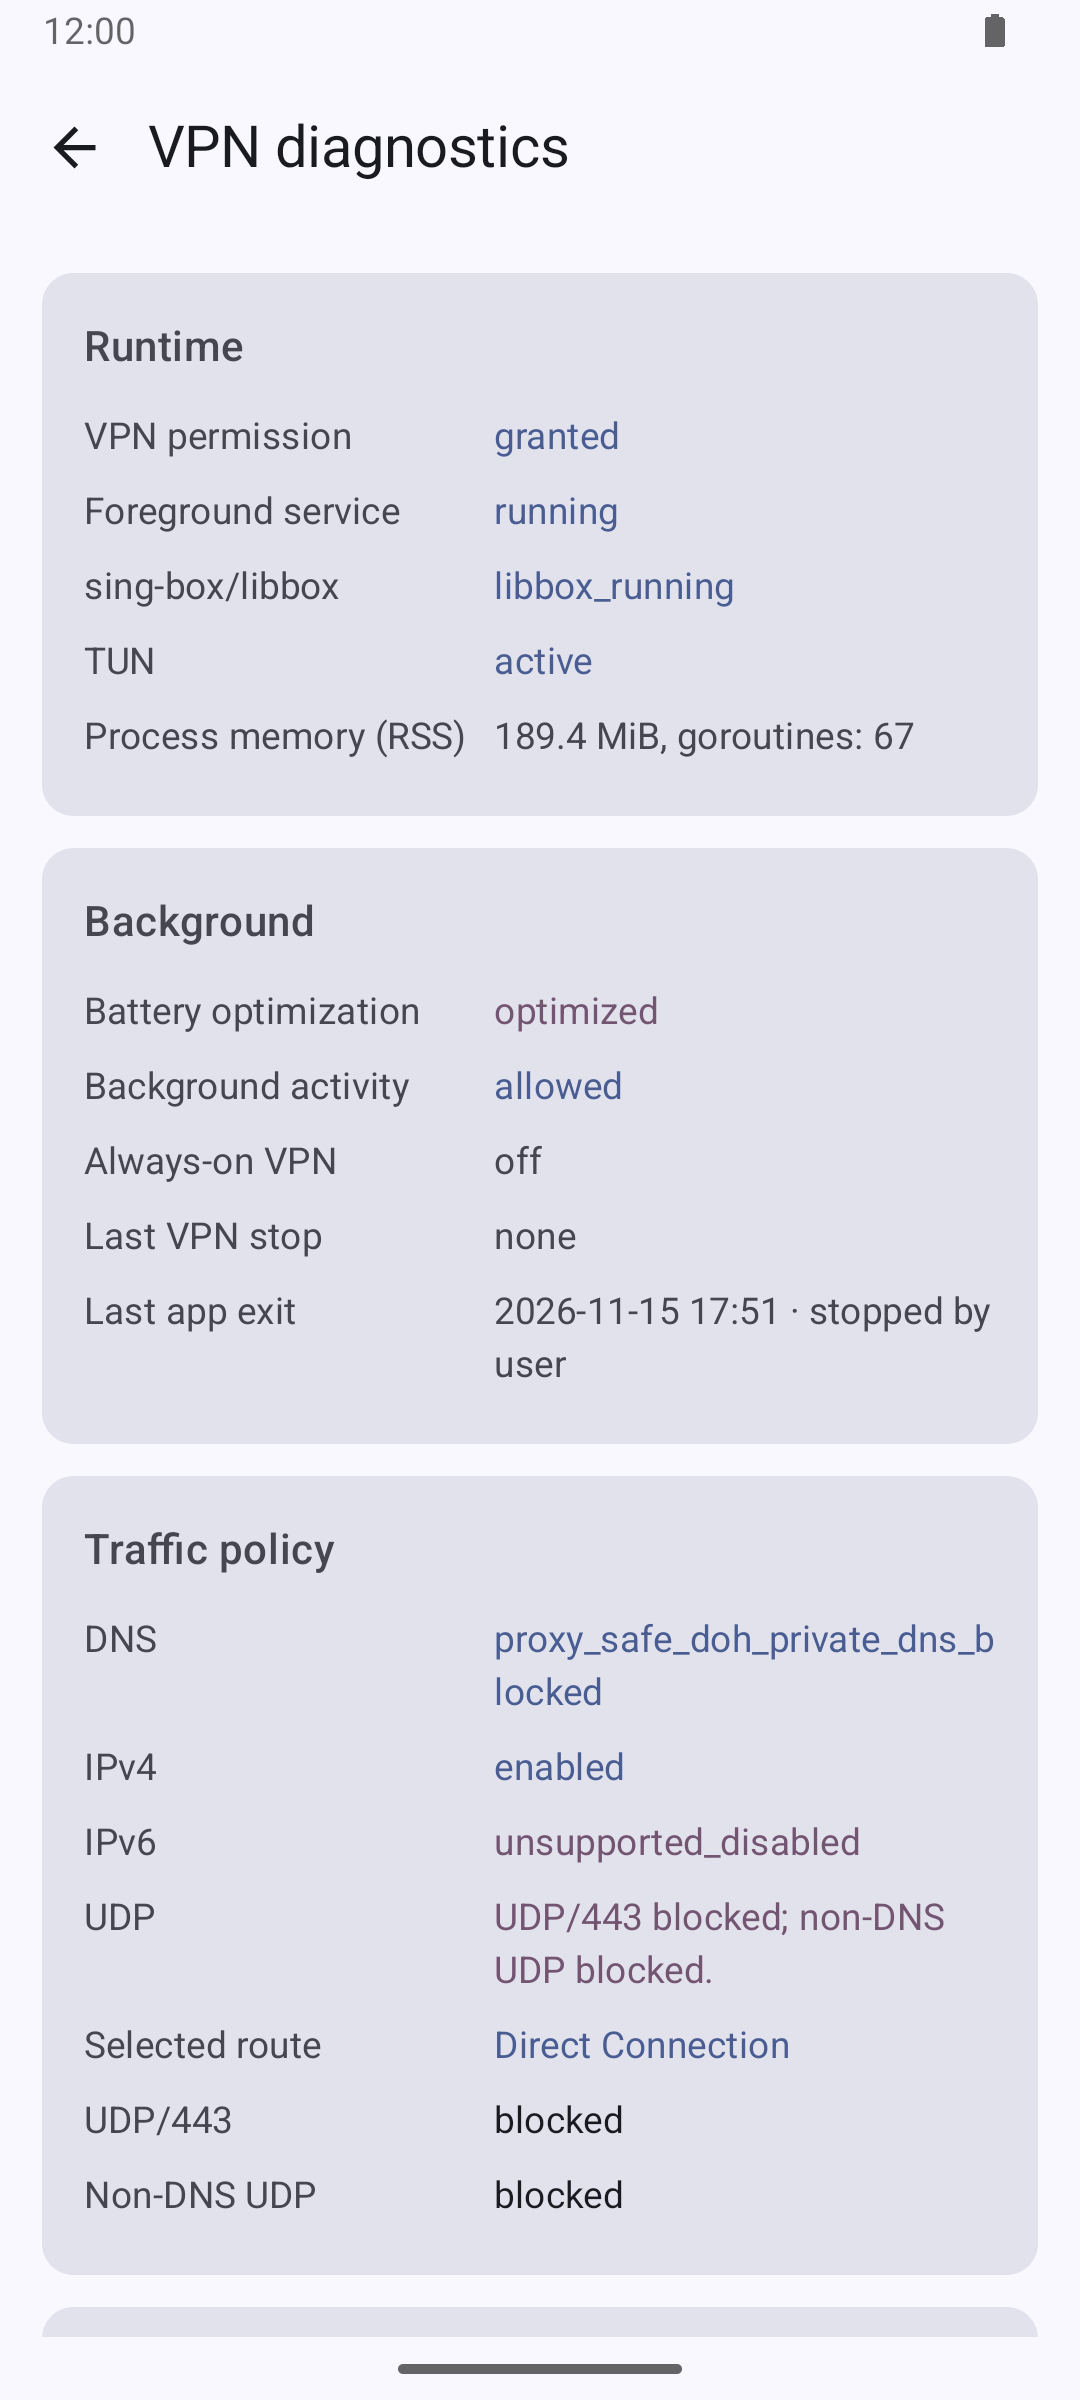 12:00
VPN diagnostics
Runtime
VPN permission granted
Foreground service running
sing-box/libbox libbox_running
TUN active
Process memory (RSS) 189.4 MiB, goroutines: 67
Background
Battery optimization optimized
Background activity allowed
Always-on VPN off
Last VPN stop none
Last app exit 2026-11-15 17:51 · stopped by
user
Traffic policy
DNS proxy_safe_doh_private_dns_b
locked
IPv4 enabled
IPv6 unsupported_disabled
UDP UDP/443 blocked; non-DNS
UDP blocked.
Selected route Direct Connection
UDP/443 blocked
Non-DNS UDP blocked